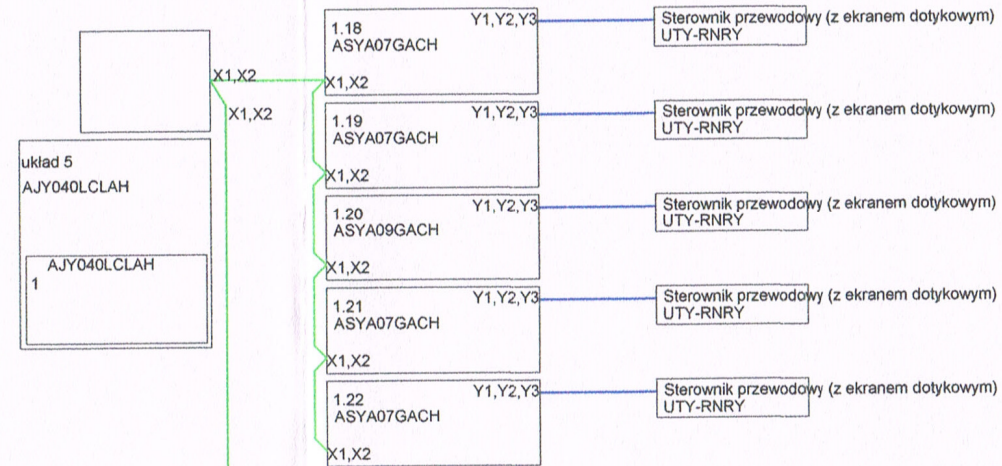 X1,X2
X1,X2
układ 5
AJY040LCLAH
AJY040LCLAH
1
1.18
ASYA07GACH
Y1,Y2,Y3
X1,X2
Sterownik przewodowy (z ekranem dotykowym)
UTY-RNRY
1.19
ASYA07GACH
Y1,Y2,Y3
X1,X2
Sterownik przewodowy (z ekranem dotykowym)
UTY-RNRY
1.20
ASYA09GACH
Y1,Y2,Y3
X1,X2
Sterownik przewodowy (z ekranem dotykowym)
UTY-RNRY
1.21
ASYA07GACH
Y1,Y2,Y3
X1,X2
Sterownik przewodowy (z ekranem dotykowym)
UTY-RNRY
1.22
ASYA07GACH
Y1,Y2,Y3
X1,X2
Sterownik przewodowy (z ekranem dotykowym)
UTY-RNRY